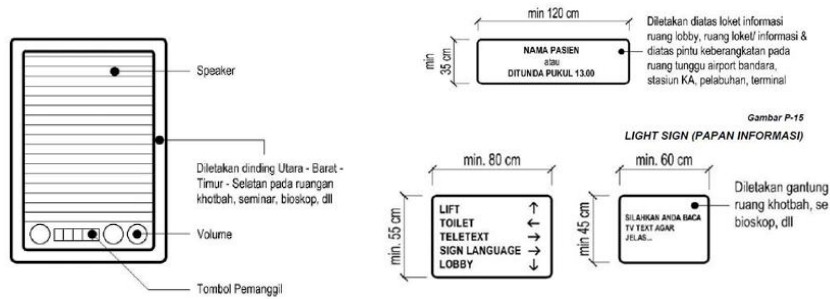 Speaker
Diletakan dinding Utara - Barat -
Timur - Selatan pada ruangan
khotbah, seminar, bioskop, dll
Volume
Tombol Pemanggil
min 120 cm
min
35 cm
NAMA PASIEN
atau
DITUNDA PUKUL 13.00
Diletakan diatas loket informasi
ruang lobby, ruang loket/ informasi &
diatas pintu keberangkatan pada
ruang tunggu airport bandara,
stasiun KA, pelabuhan, terminal
Gambar P-15
LIGHT SIGN (PAPAN INFORMASI)
min. 80 cm
min. 55 cm
LIFT ↑
TOILET ←
TELETEXT →
SIGN LANGUAGE →
LOBBY ↓
min. 60 cm
min 45 cm
SILAHKAN ANDA BACA
TV TEXT AGAR
JELAS...
Diletakan gantung
ruang khotbah, se
bioskop, dll